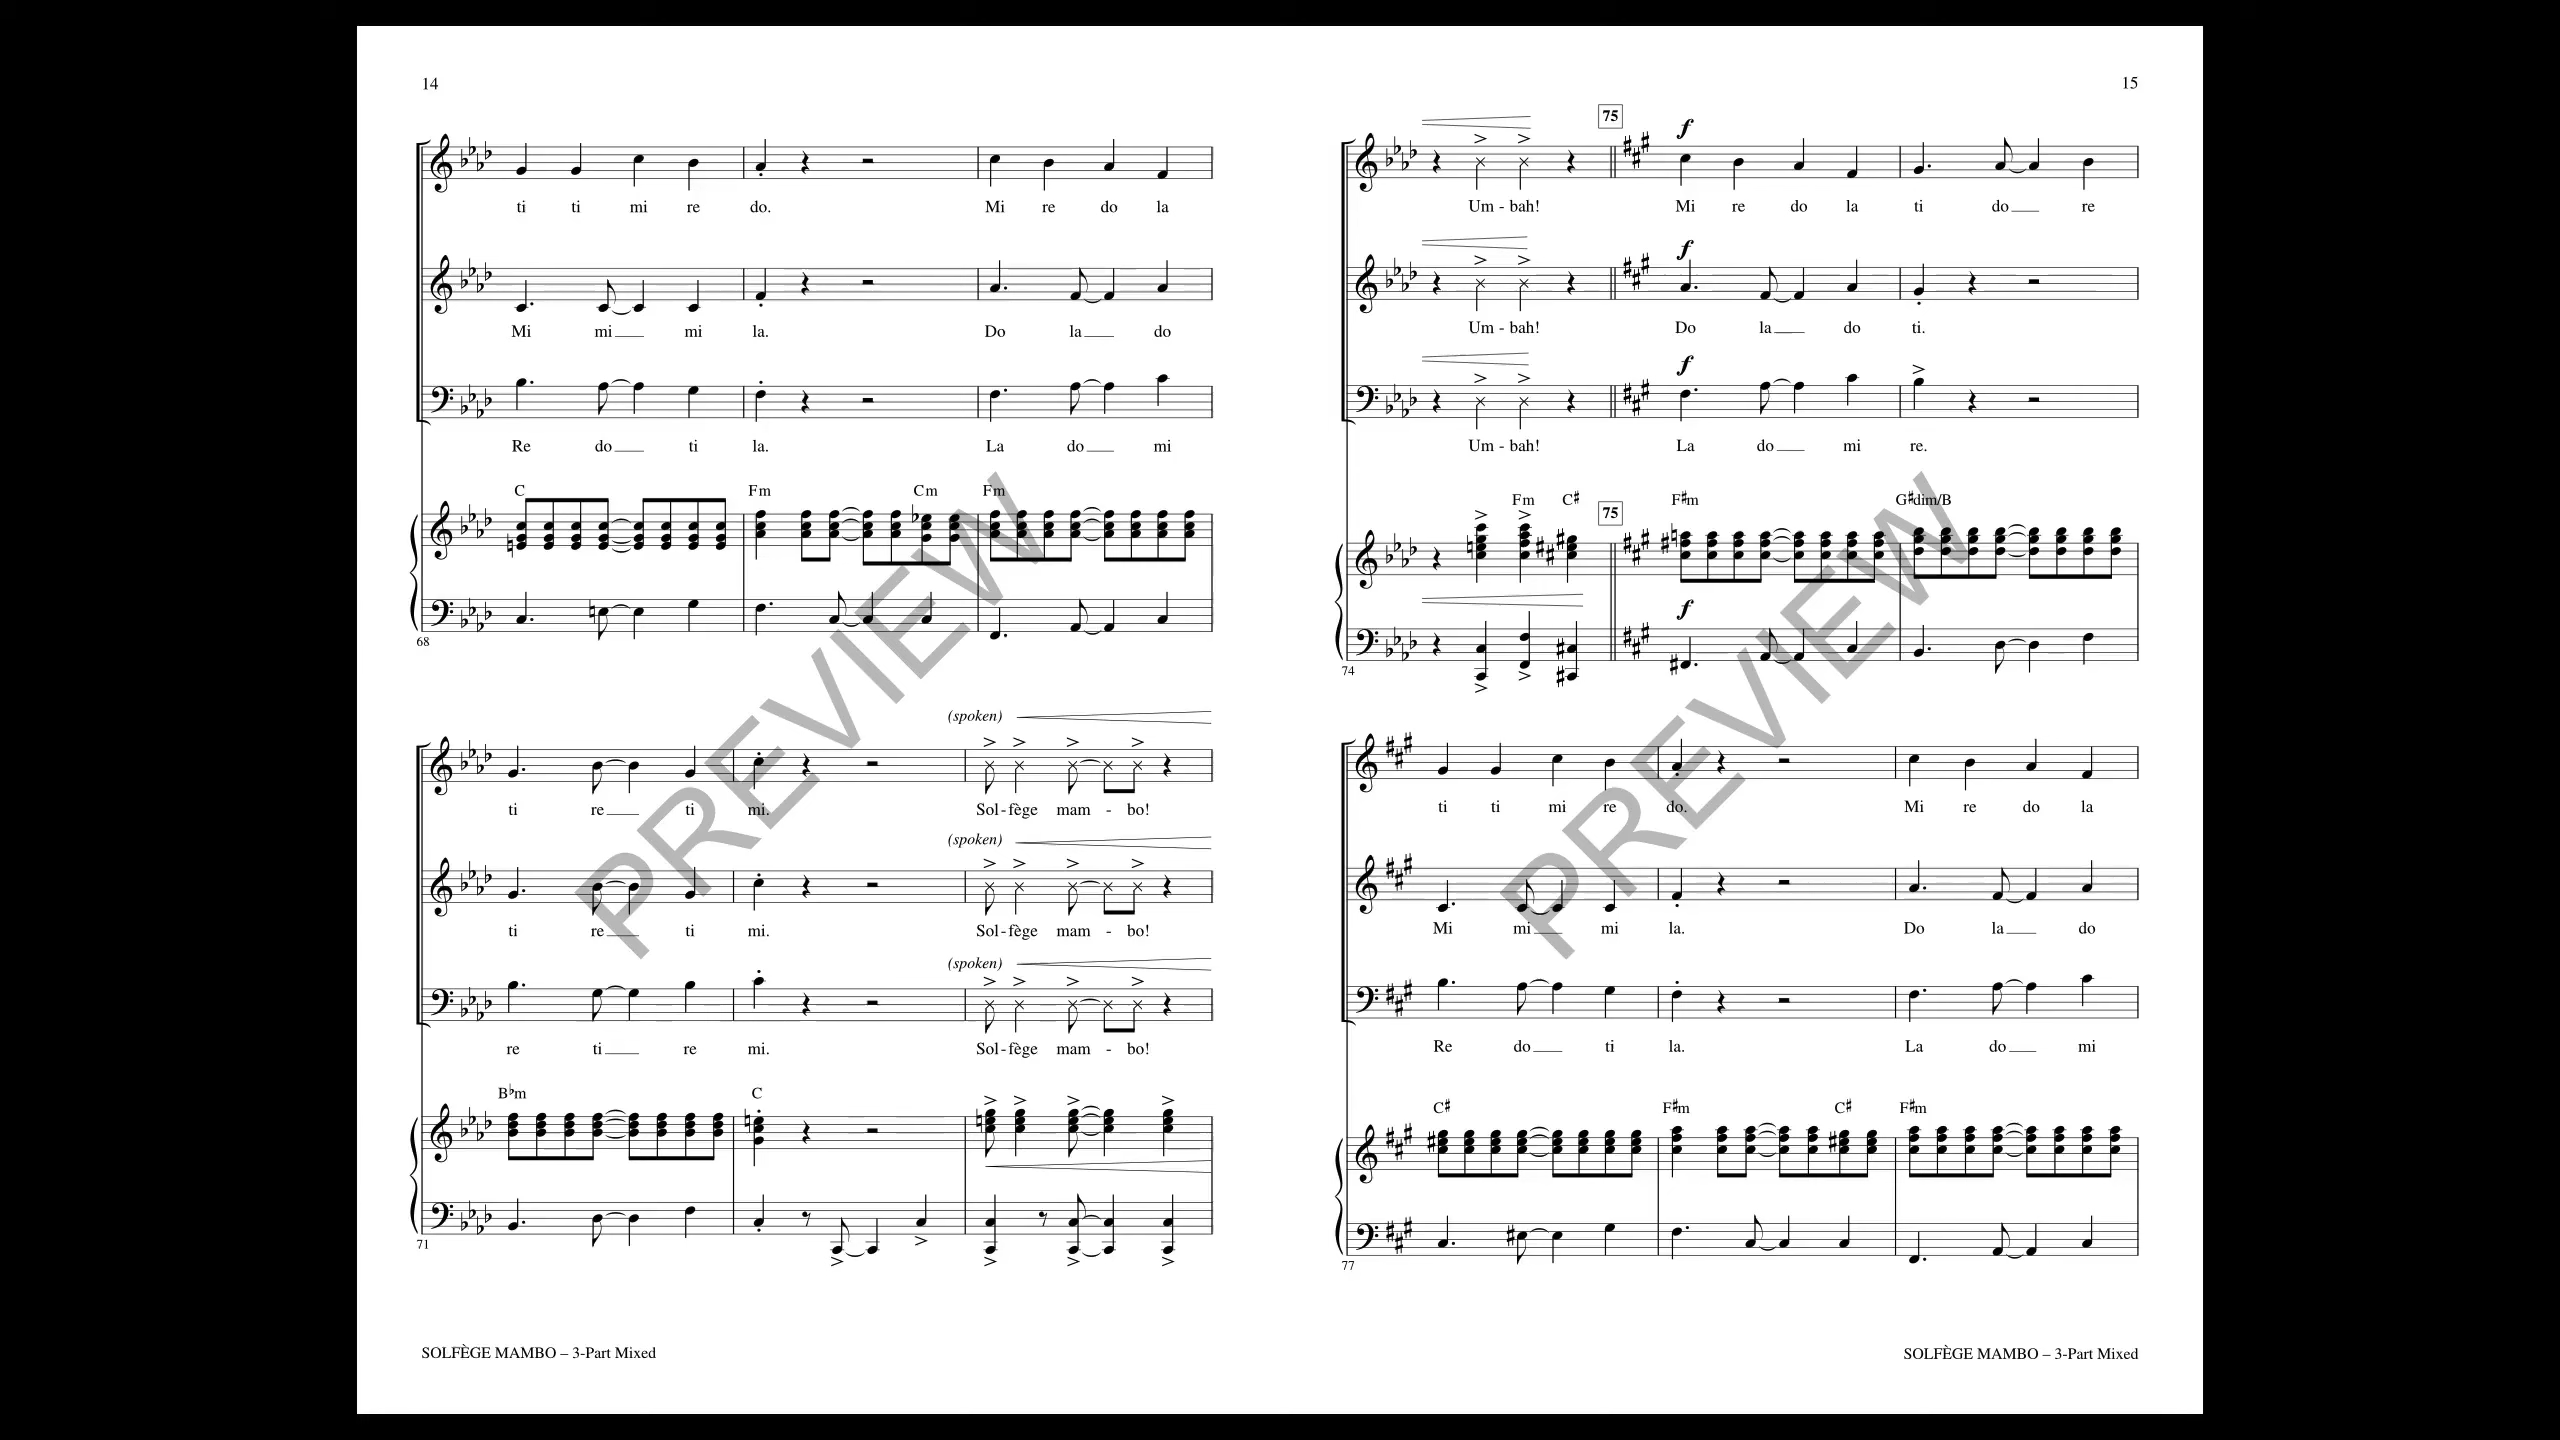 14
ti ti mi re do. Mi re do la
Mi mi mi la. Do la do
Re do ti la. La do mi
C Fm Cm Fm
68
(spoken)
ti re ti mi. Sol-fège mam - bo!
(spoken)
ti re ti mi. Sol-fège mam - bo!
(spoken)
re ti re mi. Sol-fège mam - bo!
B♭m C
71
PREVIEW
SOLFÈGE MAMBO – 3-Part Mixed
15
75
f
Um - bah! Mi re do la ti do re
f
Um - bah! Do la do ti.
f
Um - bah! La do mi re.
Fm C♯ 75 F♯m G♯dim/B
f
74
ti ti mi re do. Mi re do la
Mi mi mi la. Do la do
Re do ti la. La do mi
C♯ F♯m C♯ F♯m
77
PREVIEW
SOLFÈGE MAMBO – 3-Part Mixed